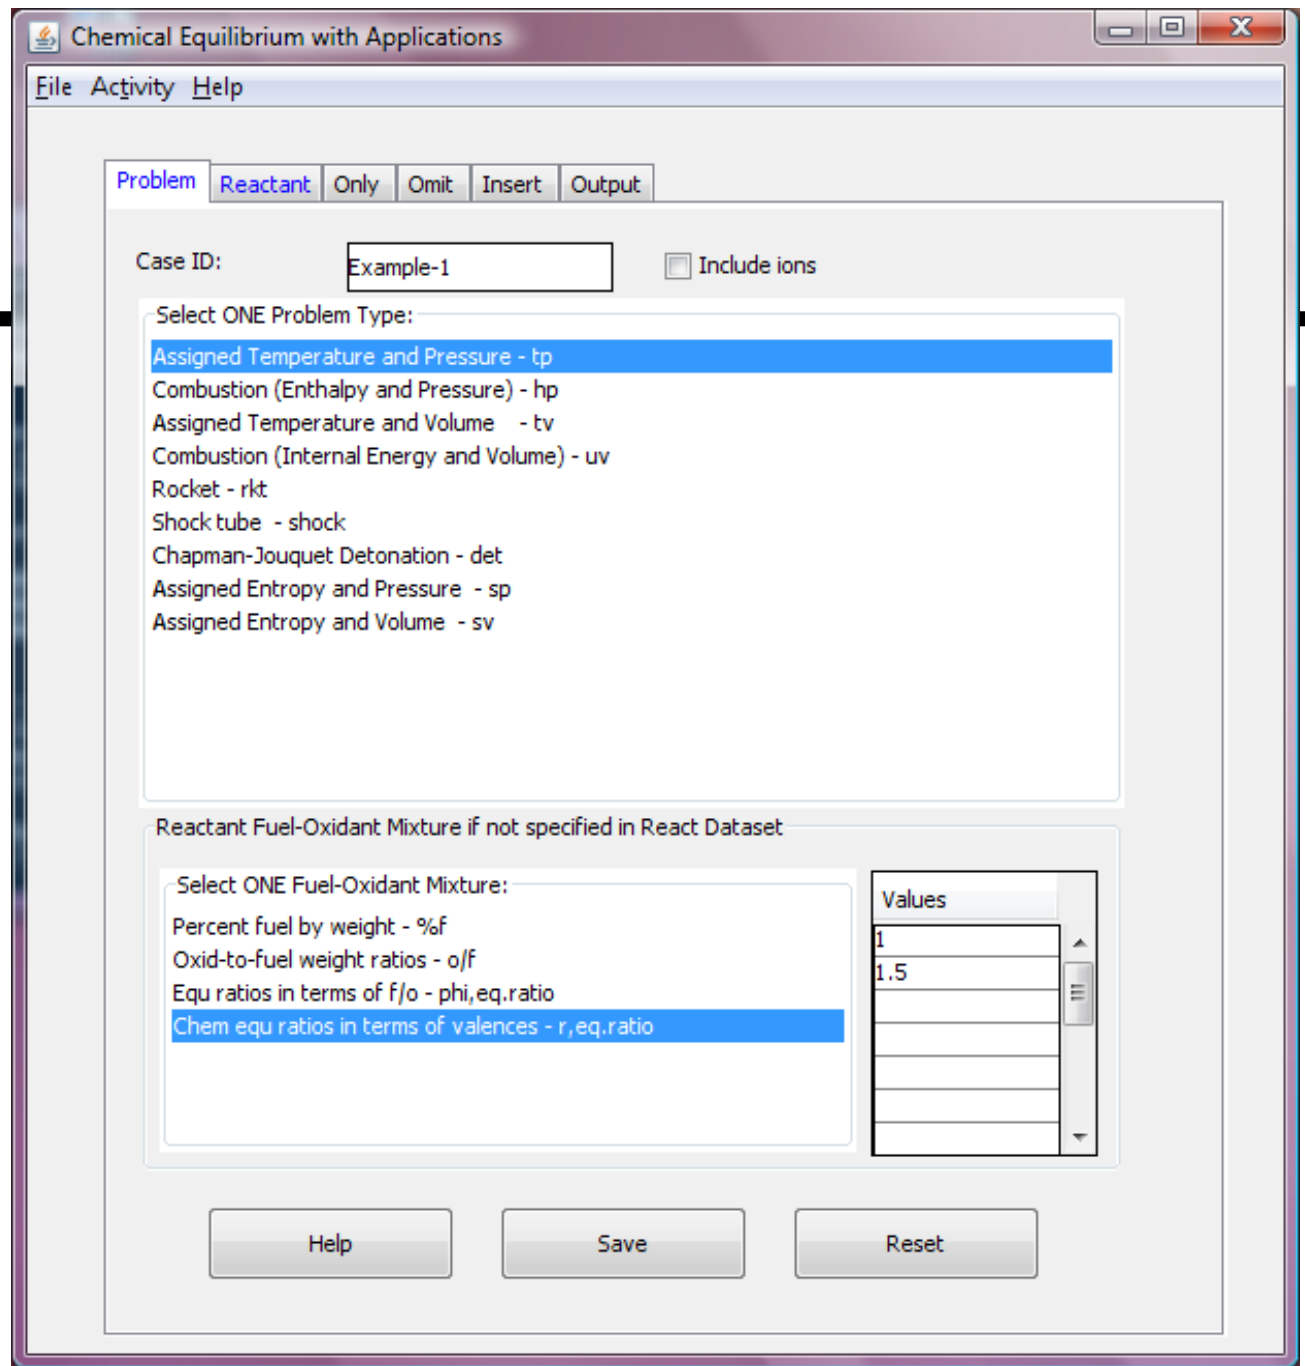 Chemical Equilibrium with Applications
File Activity Help
Problem Reactant Only Omit Insert Output
Case ID: Example-1 Include ions
Select ONE Problem Type:
Assigned Temperature and Pressure - tp
Combustion (Enthalpy and Pressure) - hp
Assigned Temperature and Volume - tv
Combustion (Internal Energy and Volume) - uv
Rocket - rkt
Shock tube - shock
Chapman-Jouquet Detonation - det
Assigned Entropy and Pressure - sp
Assigned Entropy and Volume - sv
Reactant Fuel-Oxidant Mixture if not specified in React Dataset
Select ONE Fuel-Oxidant Mixture:
Percent fuel by weight - %f
Oxid-to-fuel weight ratios - o/f
Equ ratios in terms of f/o - phi,eq.ratio
Chem equ ratios in terms of valences - r,eq.ratio
Values
1
1.5
Help Save Reset